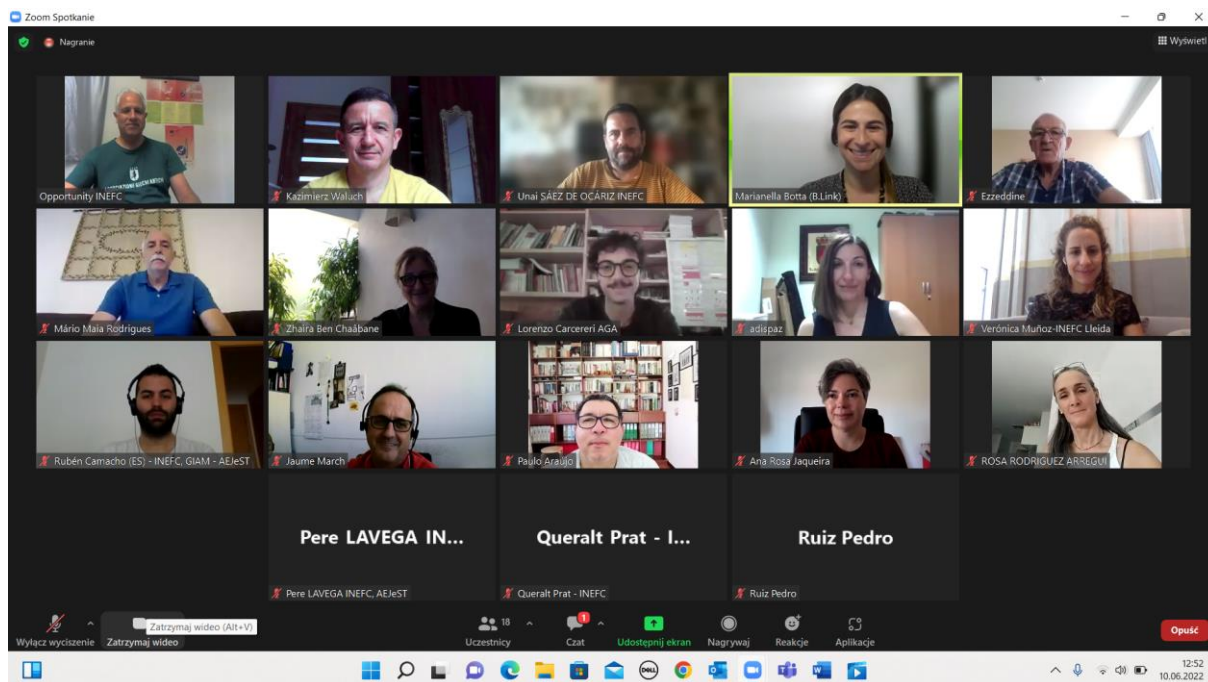 Zoom Spotkanie
Nagranie
Wyświetl
Opportunity INEFC
Kazimierz Waluch
Unai SÁEZ DE OCÁRIZ INEFC
Marianella Botta (B.Link)
Ezzeddine
Mário Maia Rodrigues
Zhaira Ben Chaâbane
Lorenzo Carcereri AGA
adispaz
Verónica Muñoz-INEFC Lleida
Rubén Camacho (ES) - INEFC, GIAM - AEJeST
Jaume March
Paulo Araújo
Ana Rosa Jaqueira
ROSA RODRIGUEZ ARREGUI
Pere LAVEGA IN...
Queralt Prat - I...
Ruiz Pedro
Pere LAVEGA INEFC, AEJeST
Queralt Prat - INEFC
Ruiz Pedro
Zatrzymaj wideo (Alt+V)
18
1
Wyłącz wyciszenie
Zatrzymaj wideo
Uczestnicy
Czat
Udostępnij ekran
Nagrywaj
Reakcje
Aplikacje
Opuść
DELL
12:52
10.06.2022